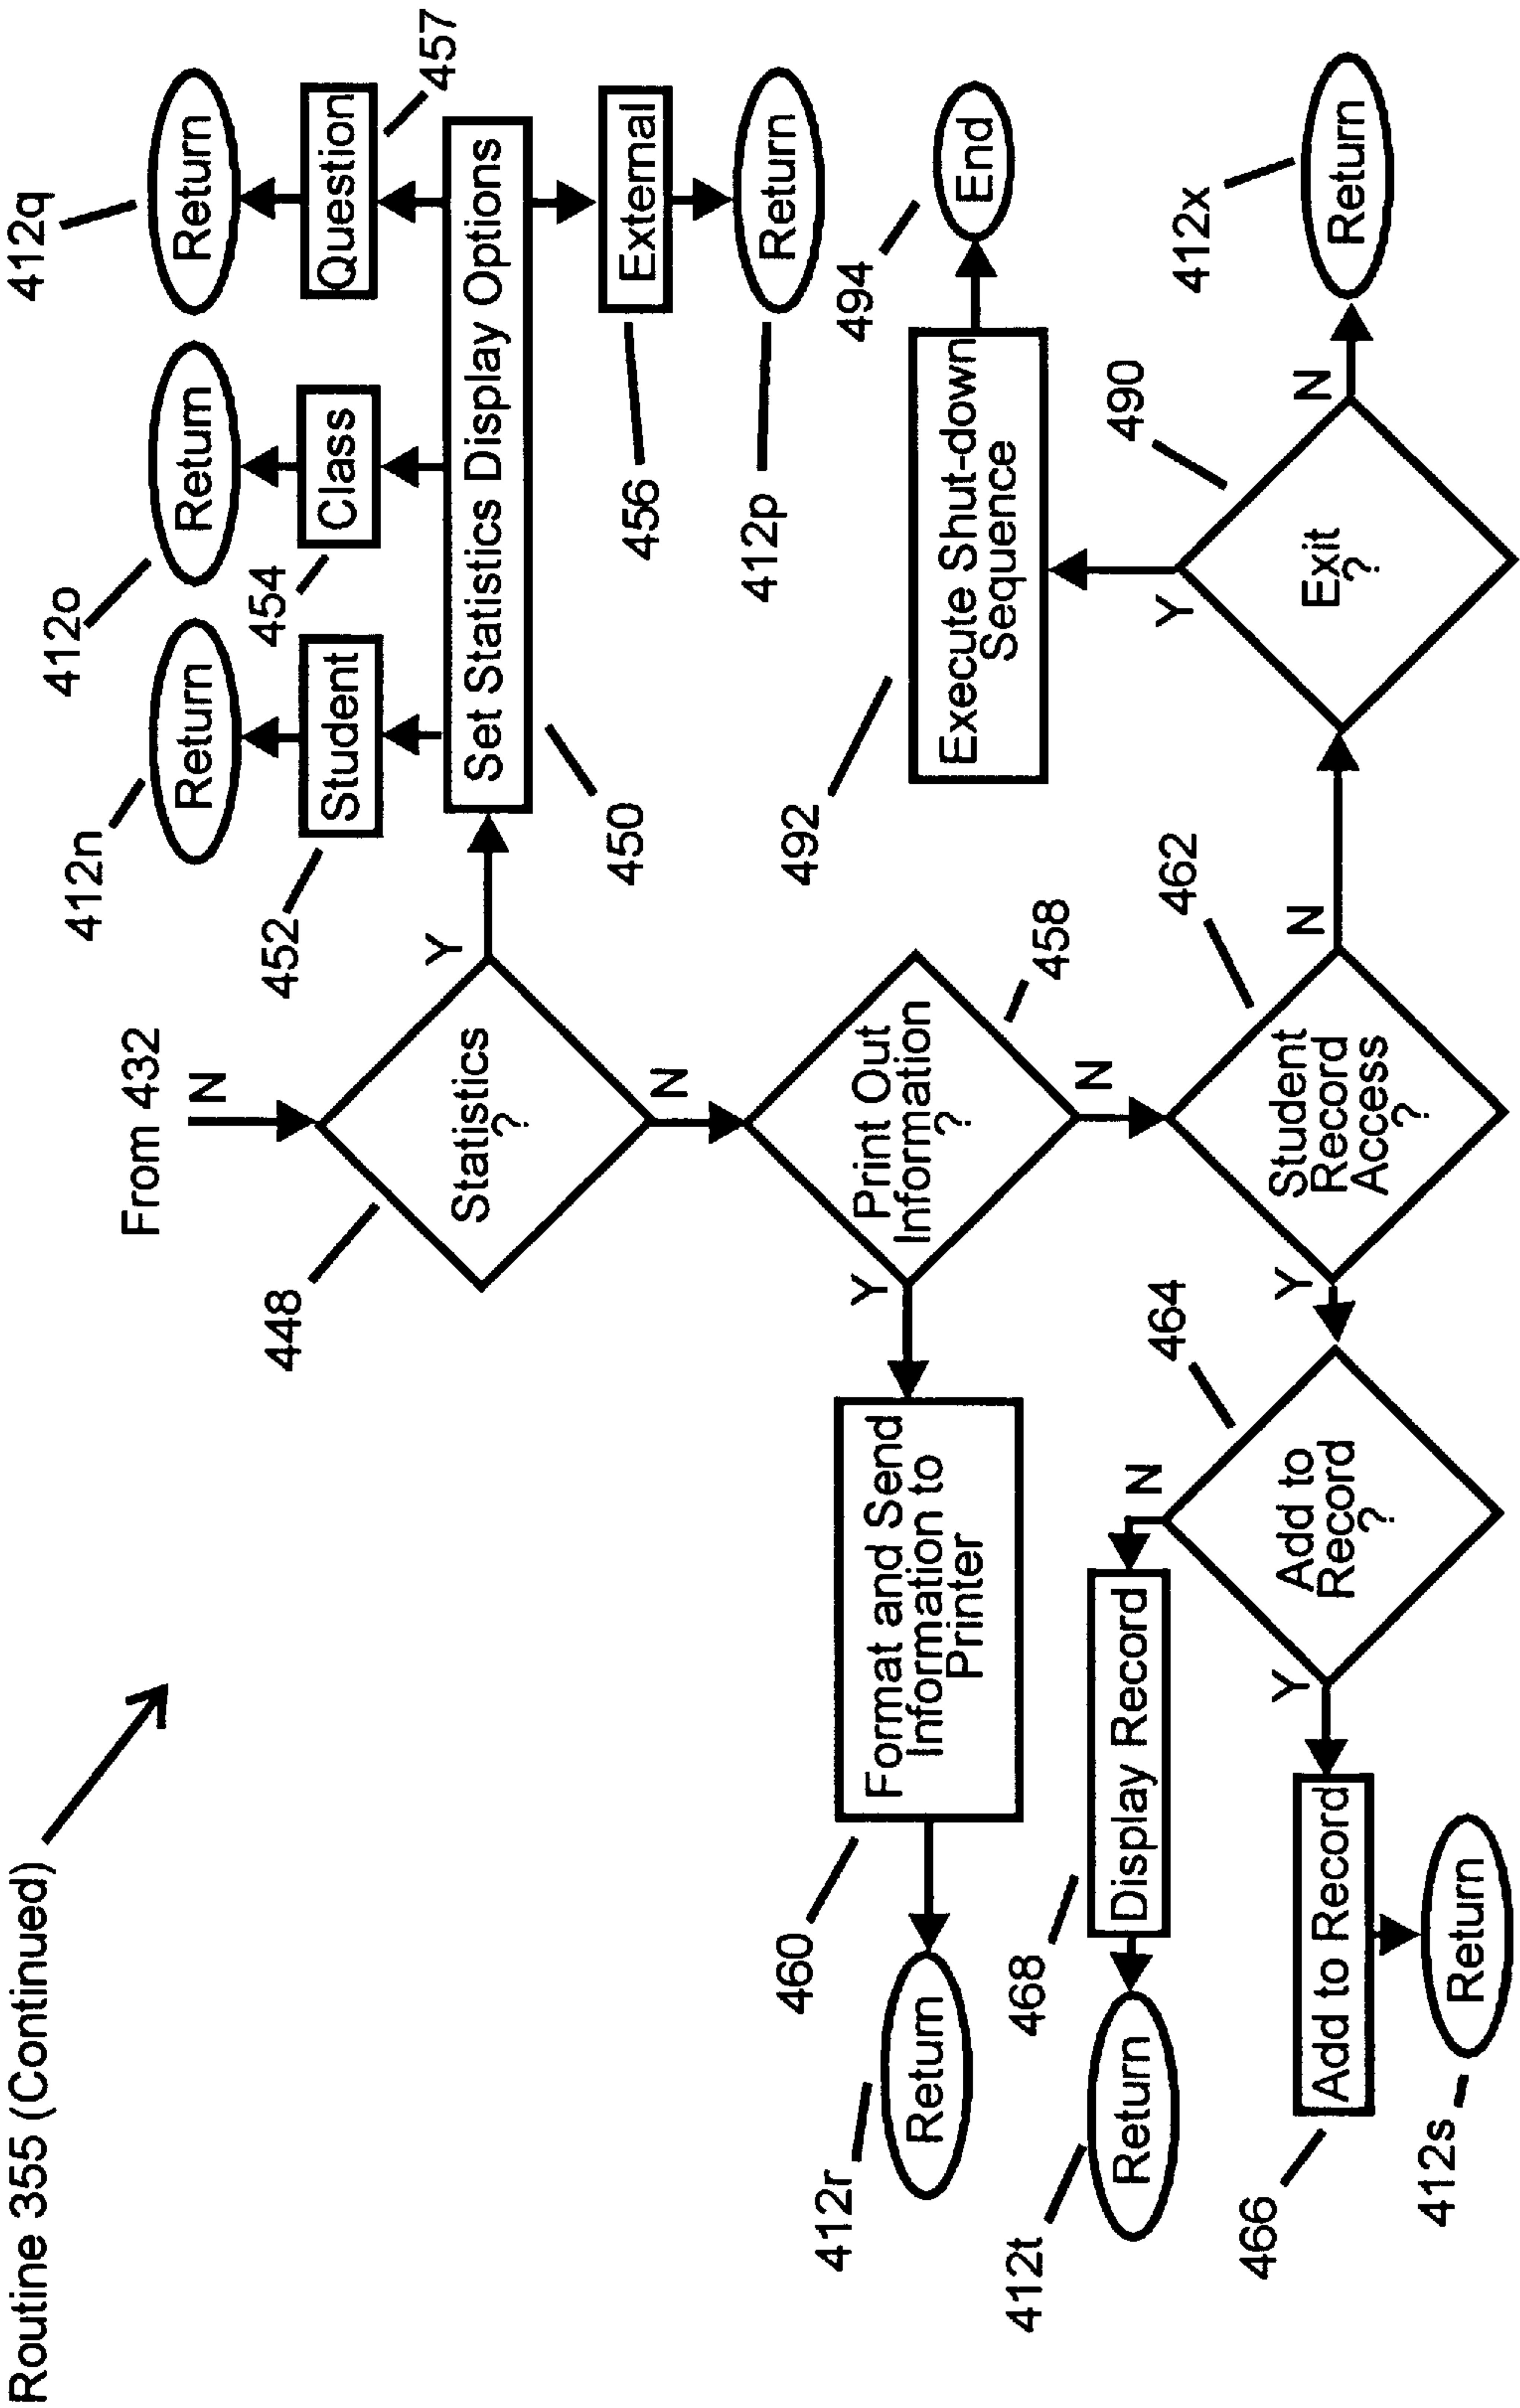 Routine 355 (Continued)
From 432
N
448
Statistics
?
Y
N
412n
Return
452
Student
412o
Return
454
Class
412q
Return
Question
457
Set Statistics Display Options
450
External
456
Return
412p
Print Out
Information
?
458
Y
N
Format and Send
Information to
Printer
460
Return
412r
Student
Record
Access
?
462
Y
N
464
Add to
Record
?
N
Y
Display Record
468
Return
412t
Add to Record
466
Return
412s
Exit
?
490
Y
N
Execute Shut-down
Sequence
492
End
494
Return
412x